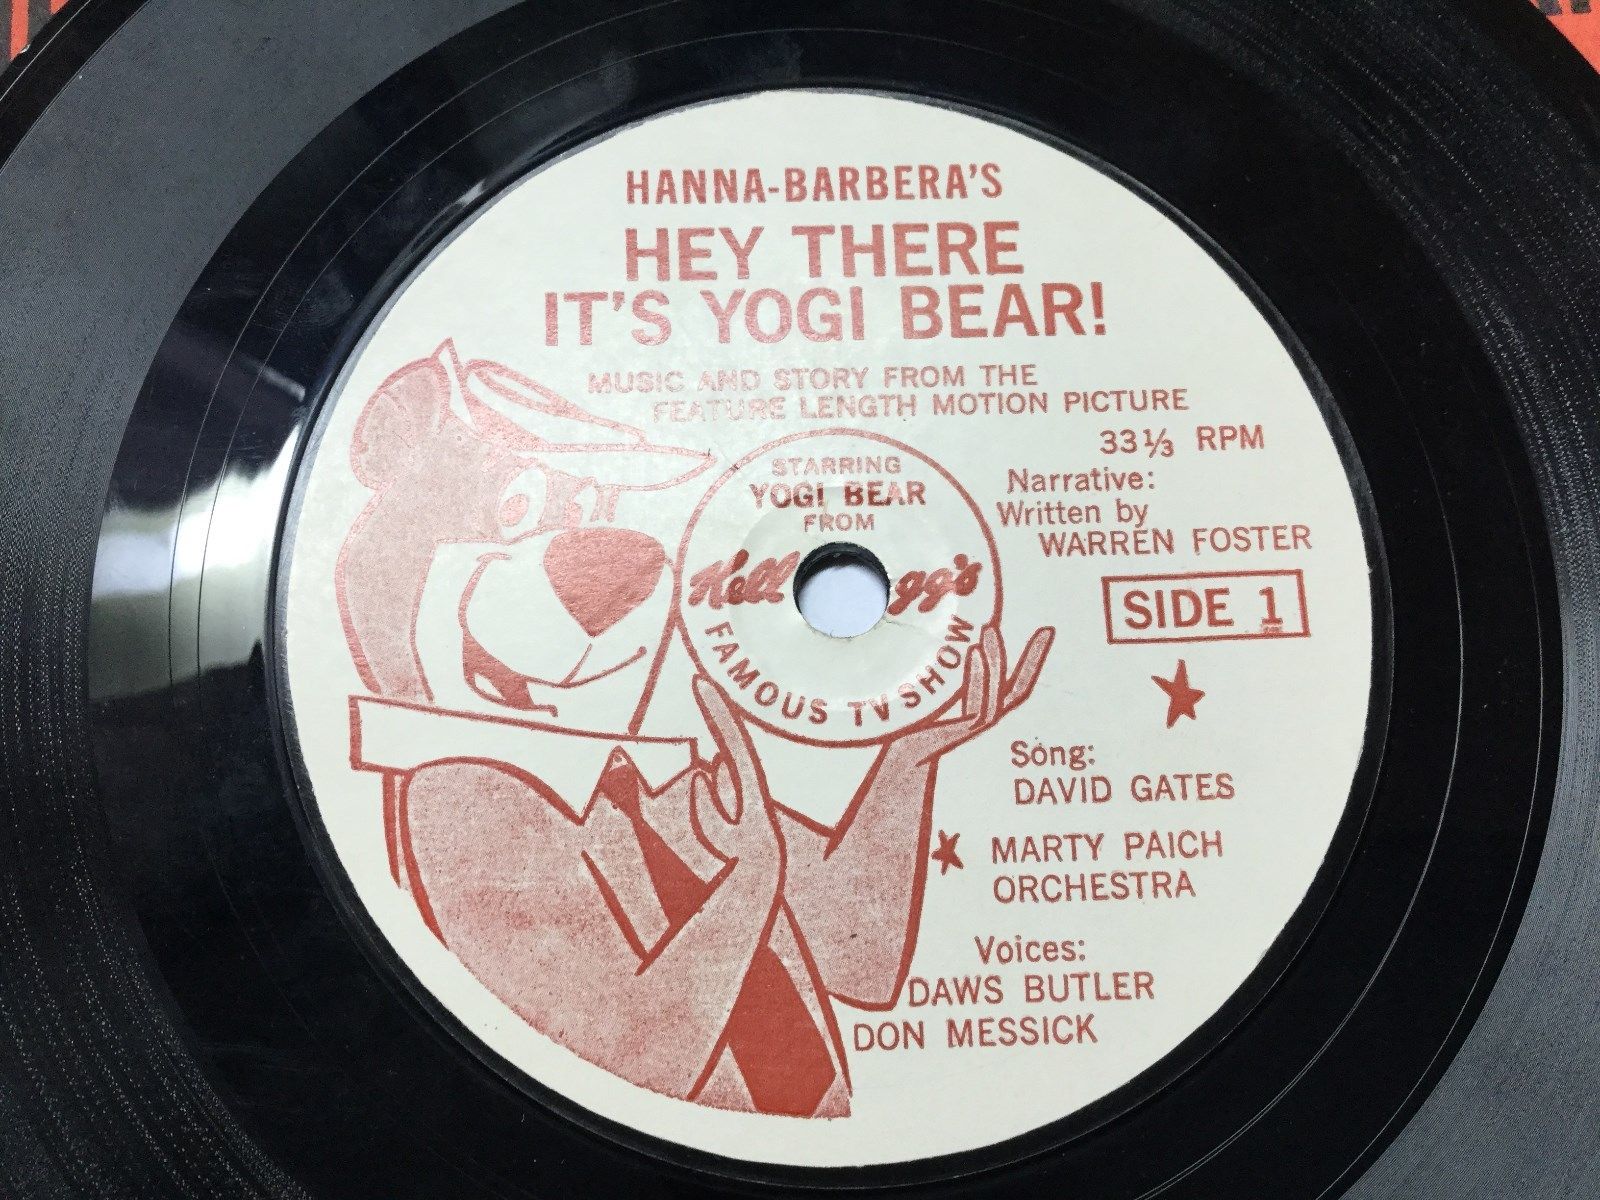 HANNA-BARBERA'S
HEY THERE
IT'S YOGI BEAR!
MUSIC AND STORY FROM THE
FEATURE LENGTH MOTION PICTURE
33⅓ RPM
STARRING
YOGI BEAR
FROM
Kellogg's
FAMOUS TV SHOW
Narrative:
Written by
WARREN FOSTER
SIDE 1
Song:
DAVID GATES
MARTY PAICH
ORCHESTRA
Voices:
DAWS BUTLER
DON MESSICK